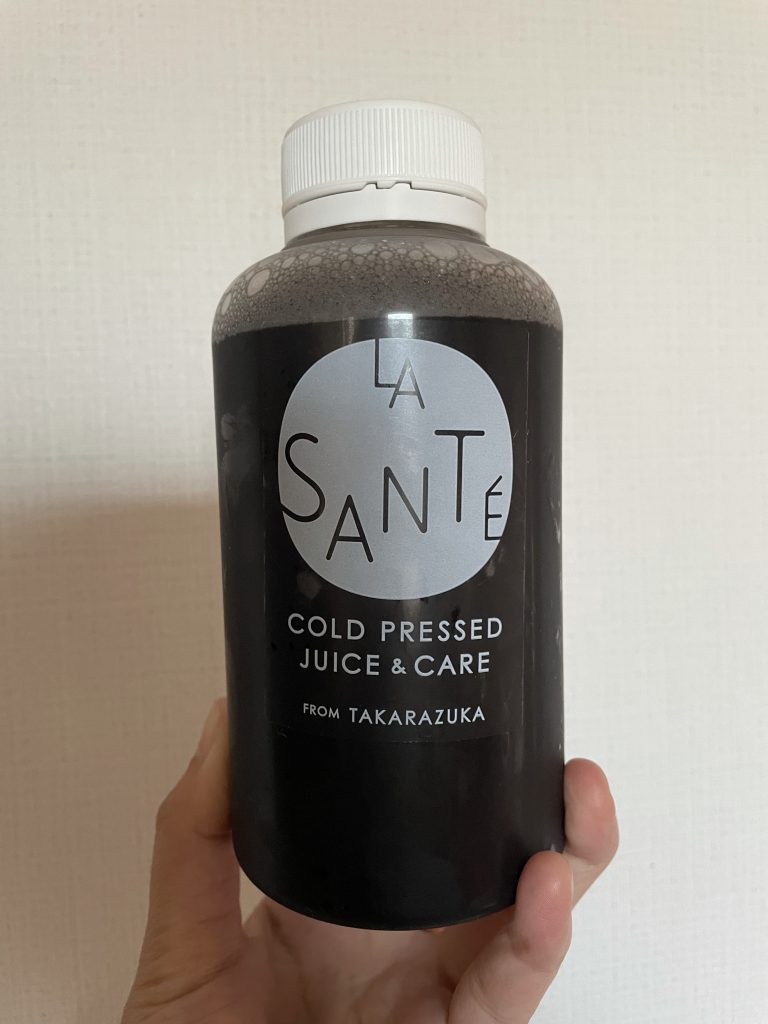 LA
SANTÉ
COLD PRESSED
JUICE & CARE
FROM TAKARAZUKA